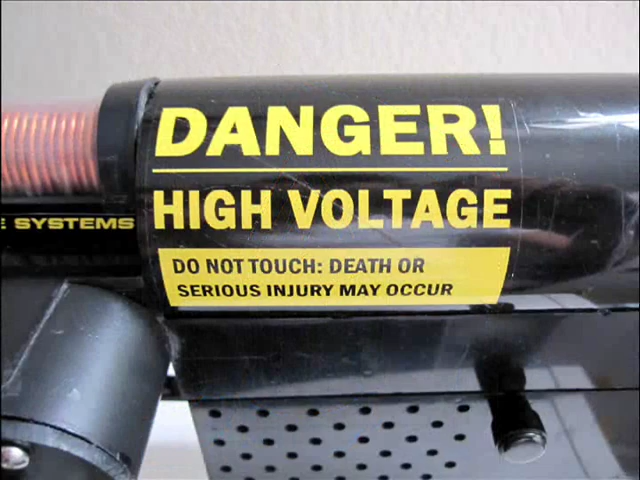 DANGER!
HIGH VOLTAGE
SYSTEMS
DO NOT TOUCH: DEATH OR
SERIOUS INJURY MAY OCCUR